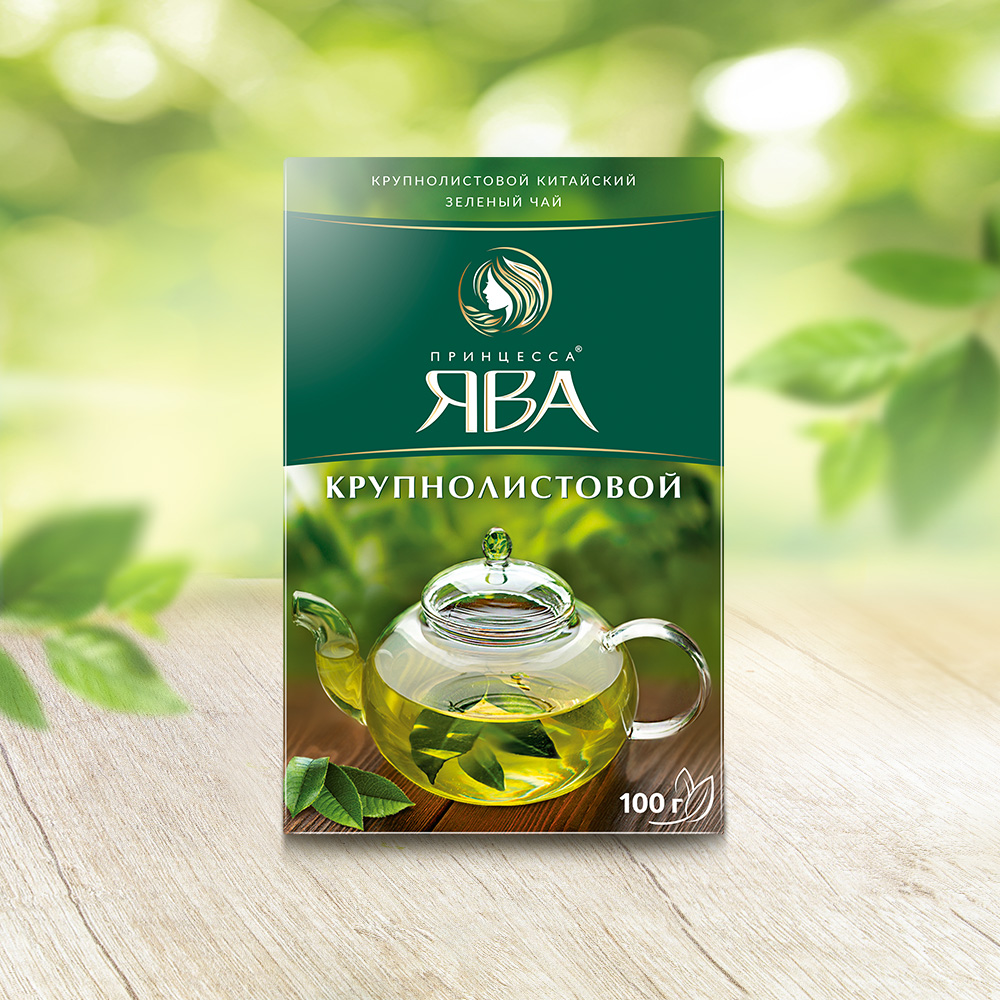 КРУПНОЛИСТОВОЙ КИТАЙСКИЙ
ЗЕЛЕНЫЙ ЧАЙ
ПРИНЦЕССА®
ЯВА
КРУПНОЛИСТОВОЙ
100 г